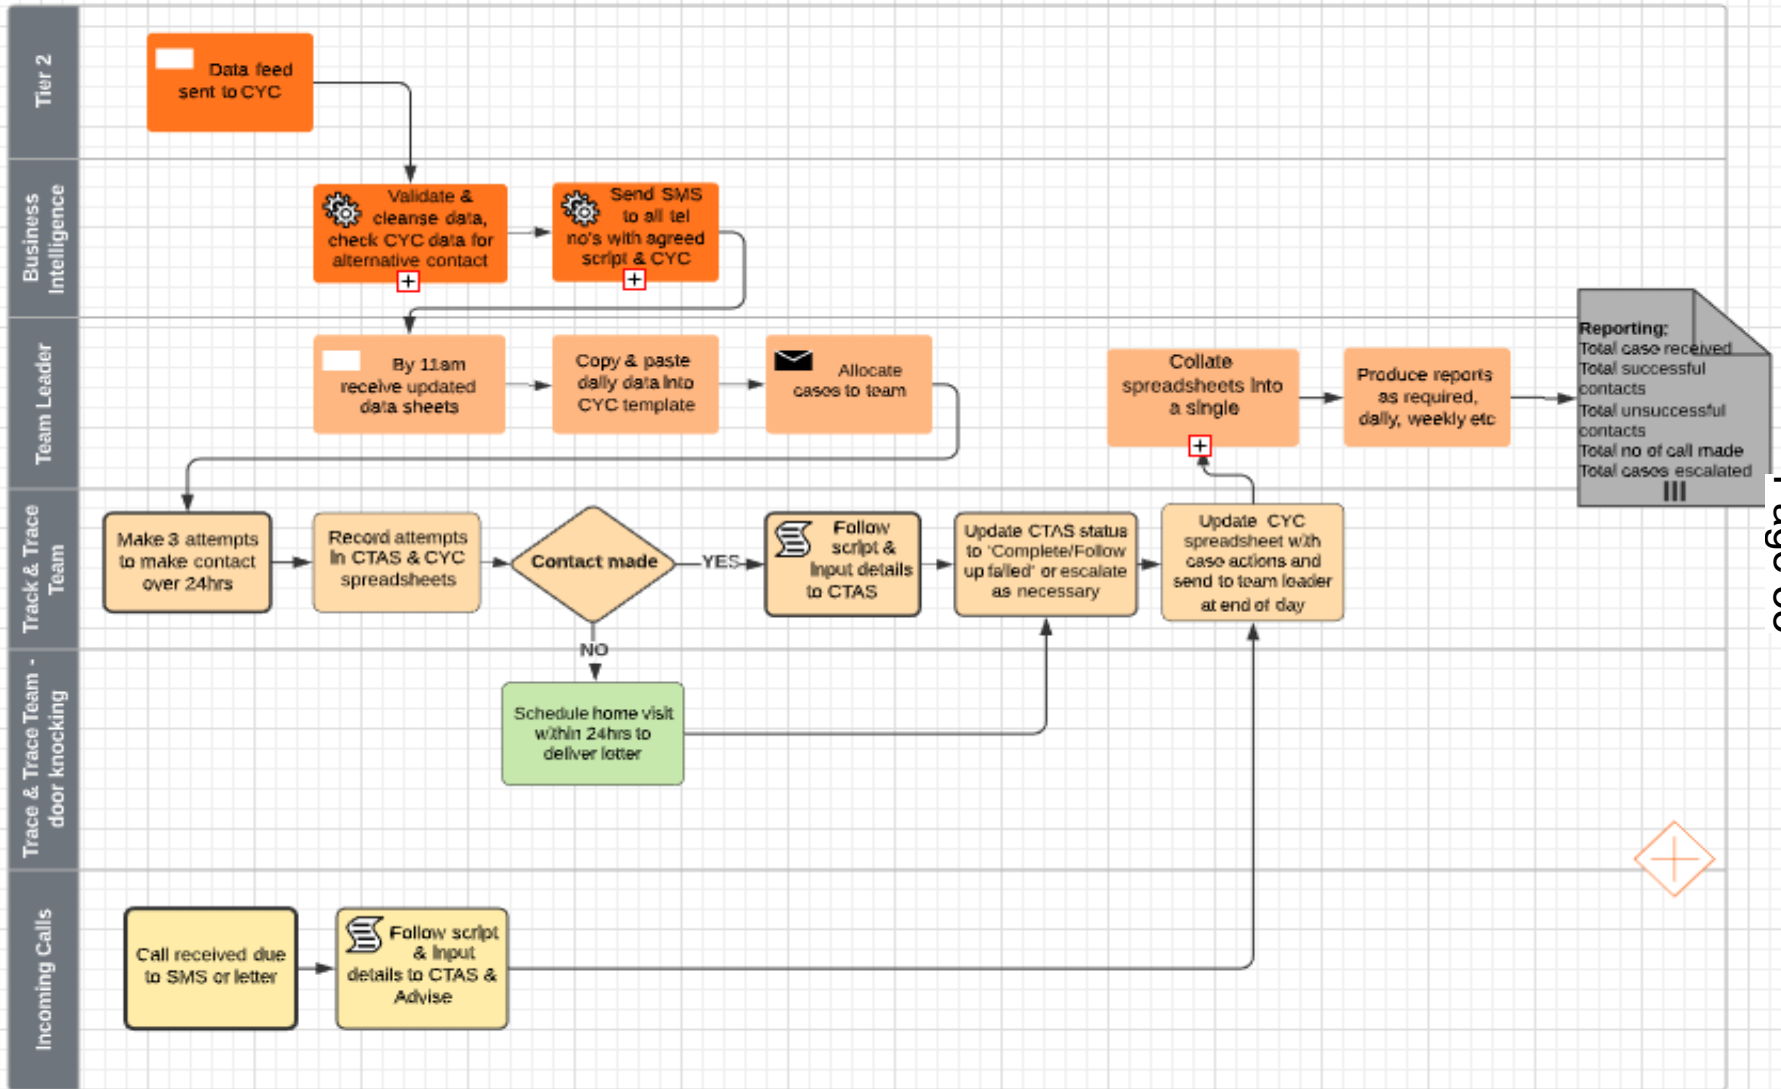 Tier 2
Data feed
sent to CYC
Business
Intelligence
Validate &
cleanse data,
check CYC data for
alternative contact
Send SMS
to all tel
no's with agreed
script & CYC
Team Leader
By 11am
receive updated
data sheets
Copy & paste
daily data into
CYC template
Allocate
cases to team
Collate
spreadsheets into
a single
Produce reports
as required,
daily, weekly etc
Reporting:
Total case received
Total successful
contacts
Total unsuccessful
contacts
Total no of call made
Total cases escalated
Track & Trace
Team
Make 3 attempts
to make contact
over 24hrs
Record attempts
in CTAS & CYC
spreadsheets
Contact made
YES
Follow
script &
Input details
to CTAS
Update CTAS status
to 'Complete/Follow
up failed' or escalate
as necessary
Update CYC
spreadsheet with
case actions and
send to team leader
at end of day
NO
Trace & Trace Team -
door knocking
Schedule home visit
within 24hrs to
deliver letter
Incoming Calls
Call received due
to SMS or letter
Follow script
& Input
details to CTAS &
Advise